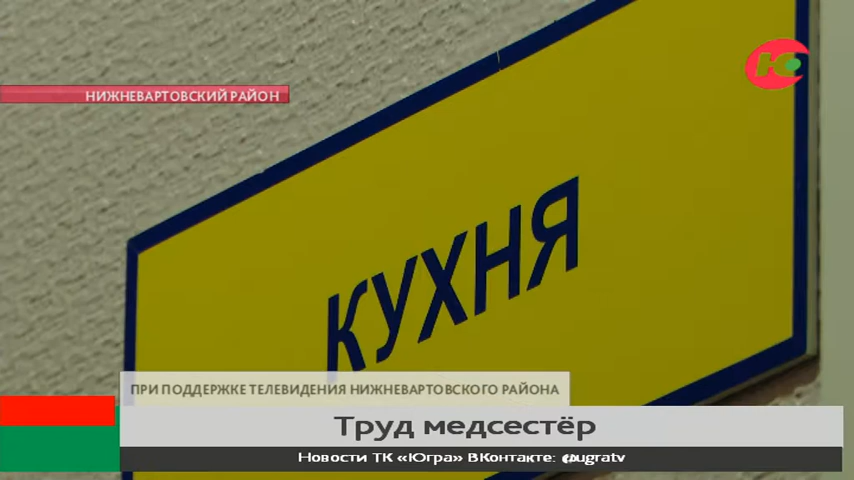 НИЖНЕВАРТОВСКИЙ РАЙОН
Ю
КУХНЯ
ПРИ ПОДДЕРЖКЕ ТЕЛЕВИДЕНИЯ НИЖНЕВАРТОВСКОГО РАЙОНА
Труд медсестёр
Новости ТК «Югра» ВКонтакте: @ugratv